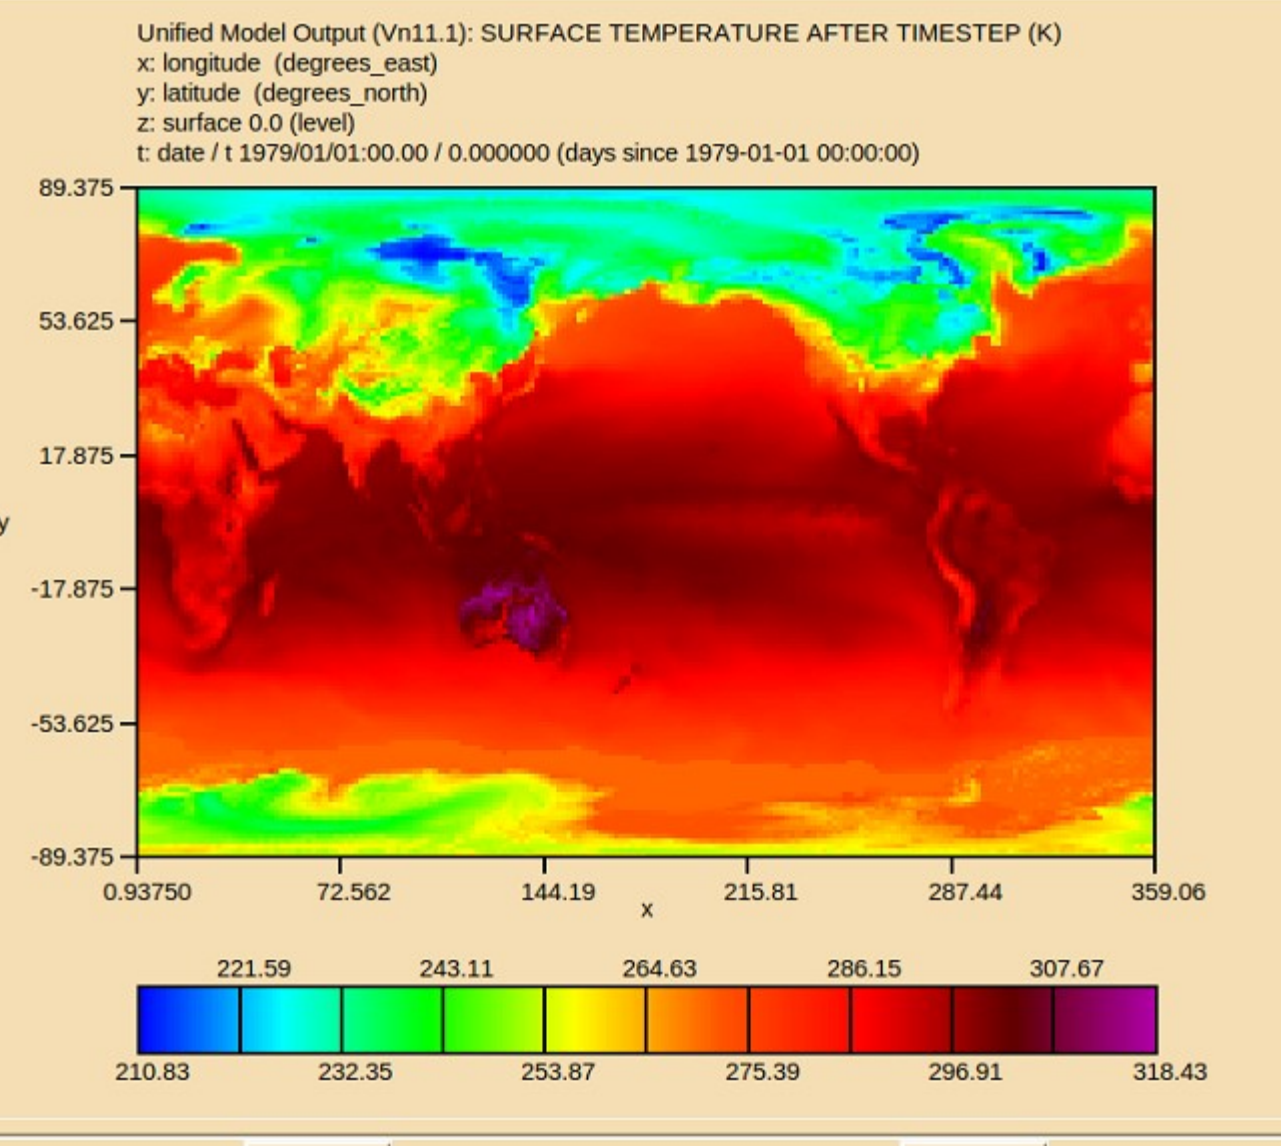 Unified Model Output (Vn11.1): SURFACE TEMPERATURE AFTER TIMESTEP (K)
x: longitude  (degrees_east)
y: latitude  (degrees_north)
z: surface 0.0 (level)
t: date / t 1979/01/01:00.00 / 0.000000 (days since 1979-01-01 00:00:00)
89.375
53.625
17.875
y
-17.875
-53.625
-89.375
0.93750 72.562 144.19 215.81 287.44 359.06
x
221.59 243.11 264.63 286.15 307.67
210.83 232.35 253.87 275.39 296.91 318.43